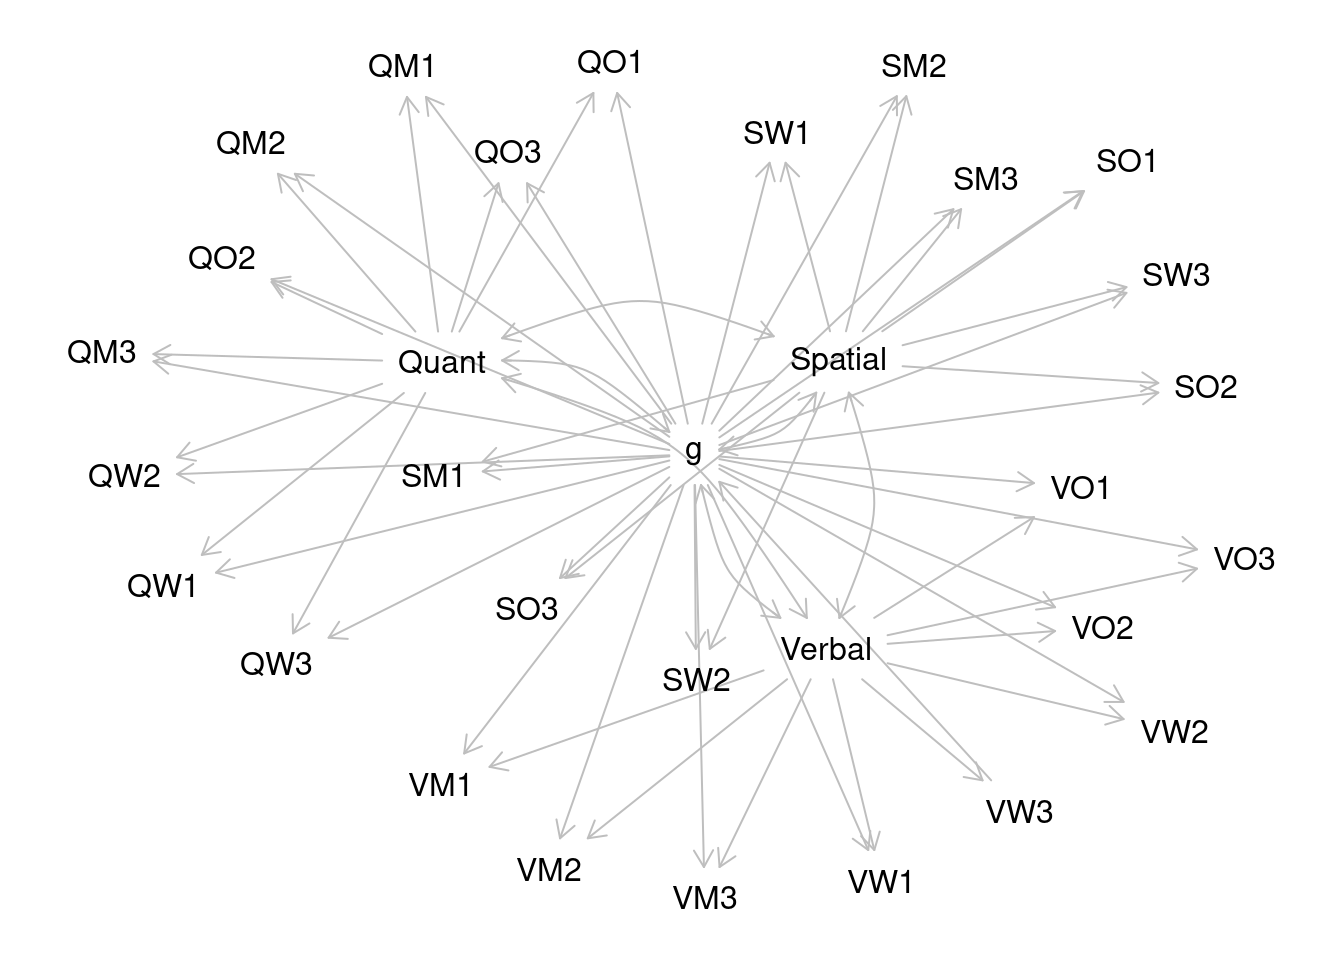 QM1
QO1
SM2
SW1
QM2
QO3
SO1
SM3
QO2
SW3
QM3
Quant
Spatial
SO2
g
QW2
SM1
VO1
VO3
QW1
SO3
VO2
Verbal
QW3
SW2
VW2
VM1
VW3
VM2
VW1
VM3